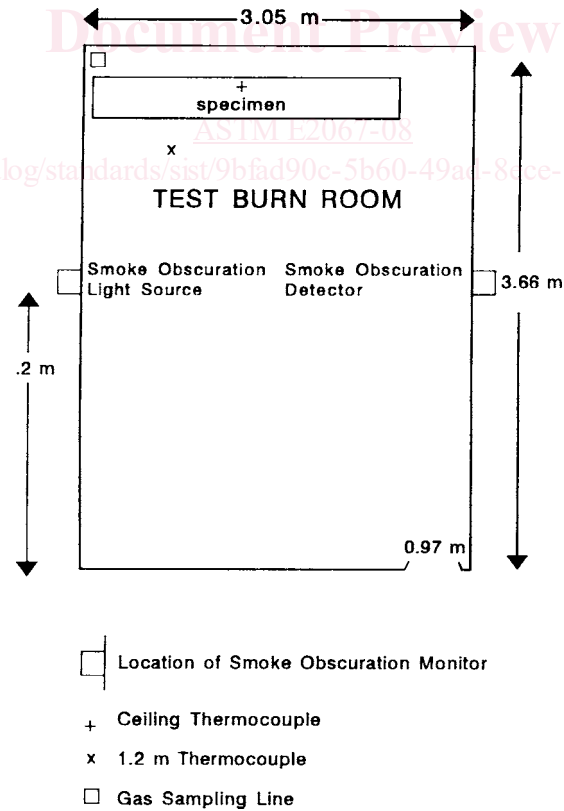 Document Preview
3.05 m
+
specimen
ASTM E2067-08
log/standards/sist/9bfad90c-5b60-49ad-8ece-
x
TEST BURN ROOM
Smoke Obscuration
Light Source
Smoke Obscuration
Detector
3.66 m
.2 m
0.97 m
Location of Smoke Obscuration Monitor
+ Ceiling Thermocouple
x 1.2 m Thermocouple
Gas Sampling Line